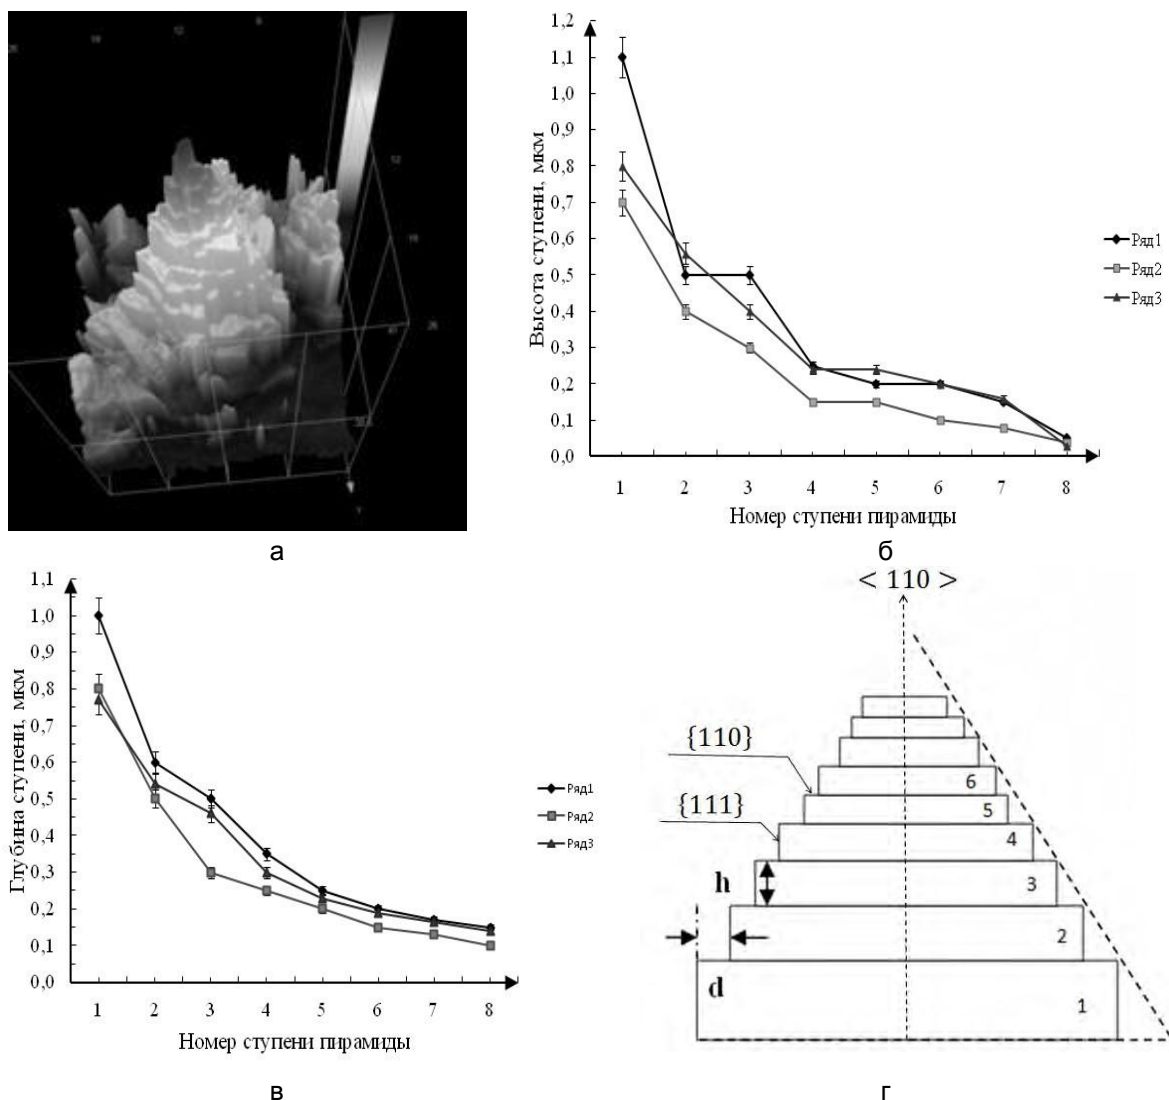 1,2
1,1
1,0
0,9
0,8
0,7
0,6
0,5
0,4
0,3
0,2
0,1
0,0
Высота ступени, мкм
1 2 3 4 5 6 7 8
Номер ступени пирамиды
Ряд1
Ряд2
Ряд3
а
б
1,1
1,0
0,9
0,8
0,7
0,6
0,5
0,4
0,3
0,2
0,1
0,0
Глубина ступени, мкм
1 2 3 4 5 6 7 8
Номер ступени пирамиды
Ряд1
Ряд2
Ряд3
< 110 >
{110}
{111}
6
5
4
h
3
2
d
1
в
г